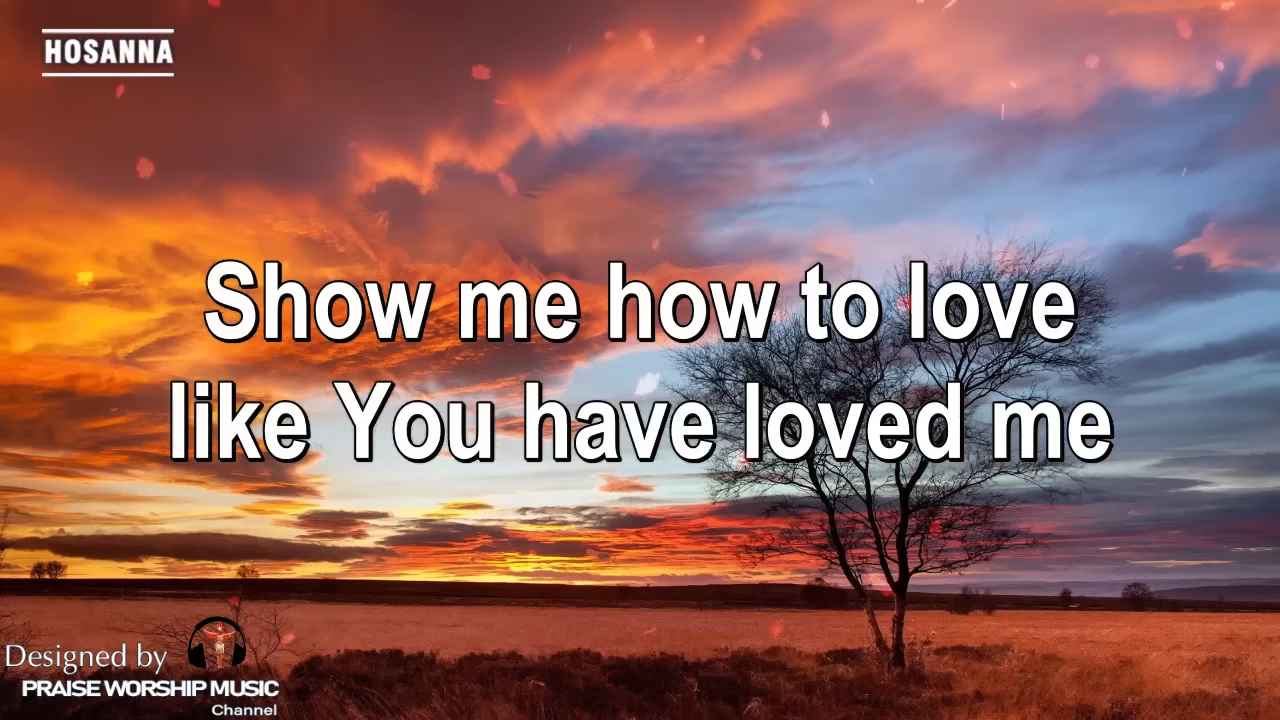 HOSANNA
Show me how to love
like You have loved me
Designed by
PRAISE WORSHIP MUSIC
Channel